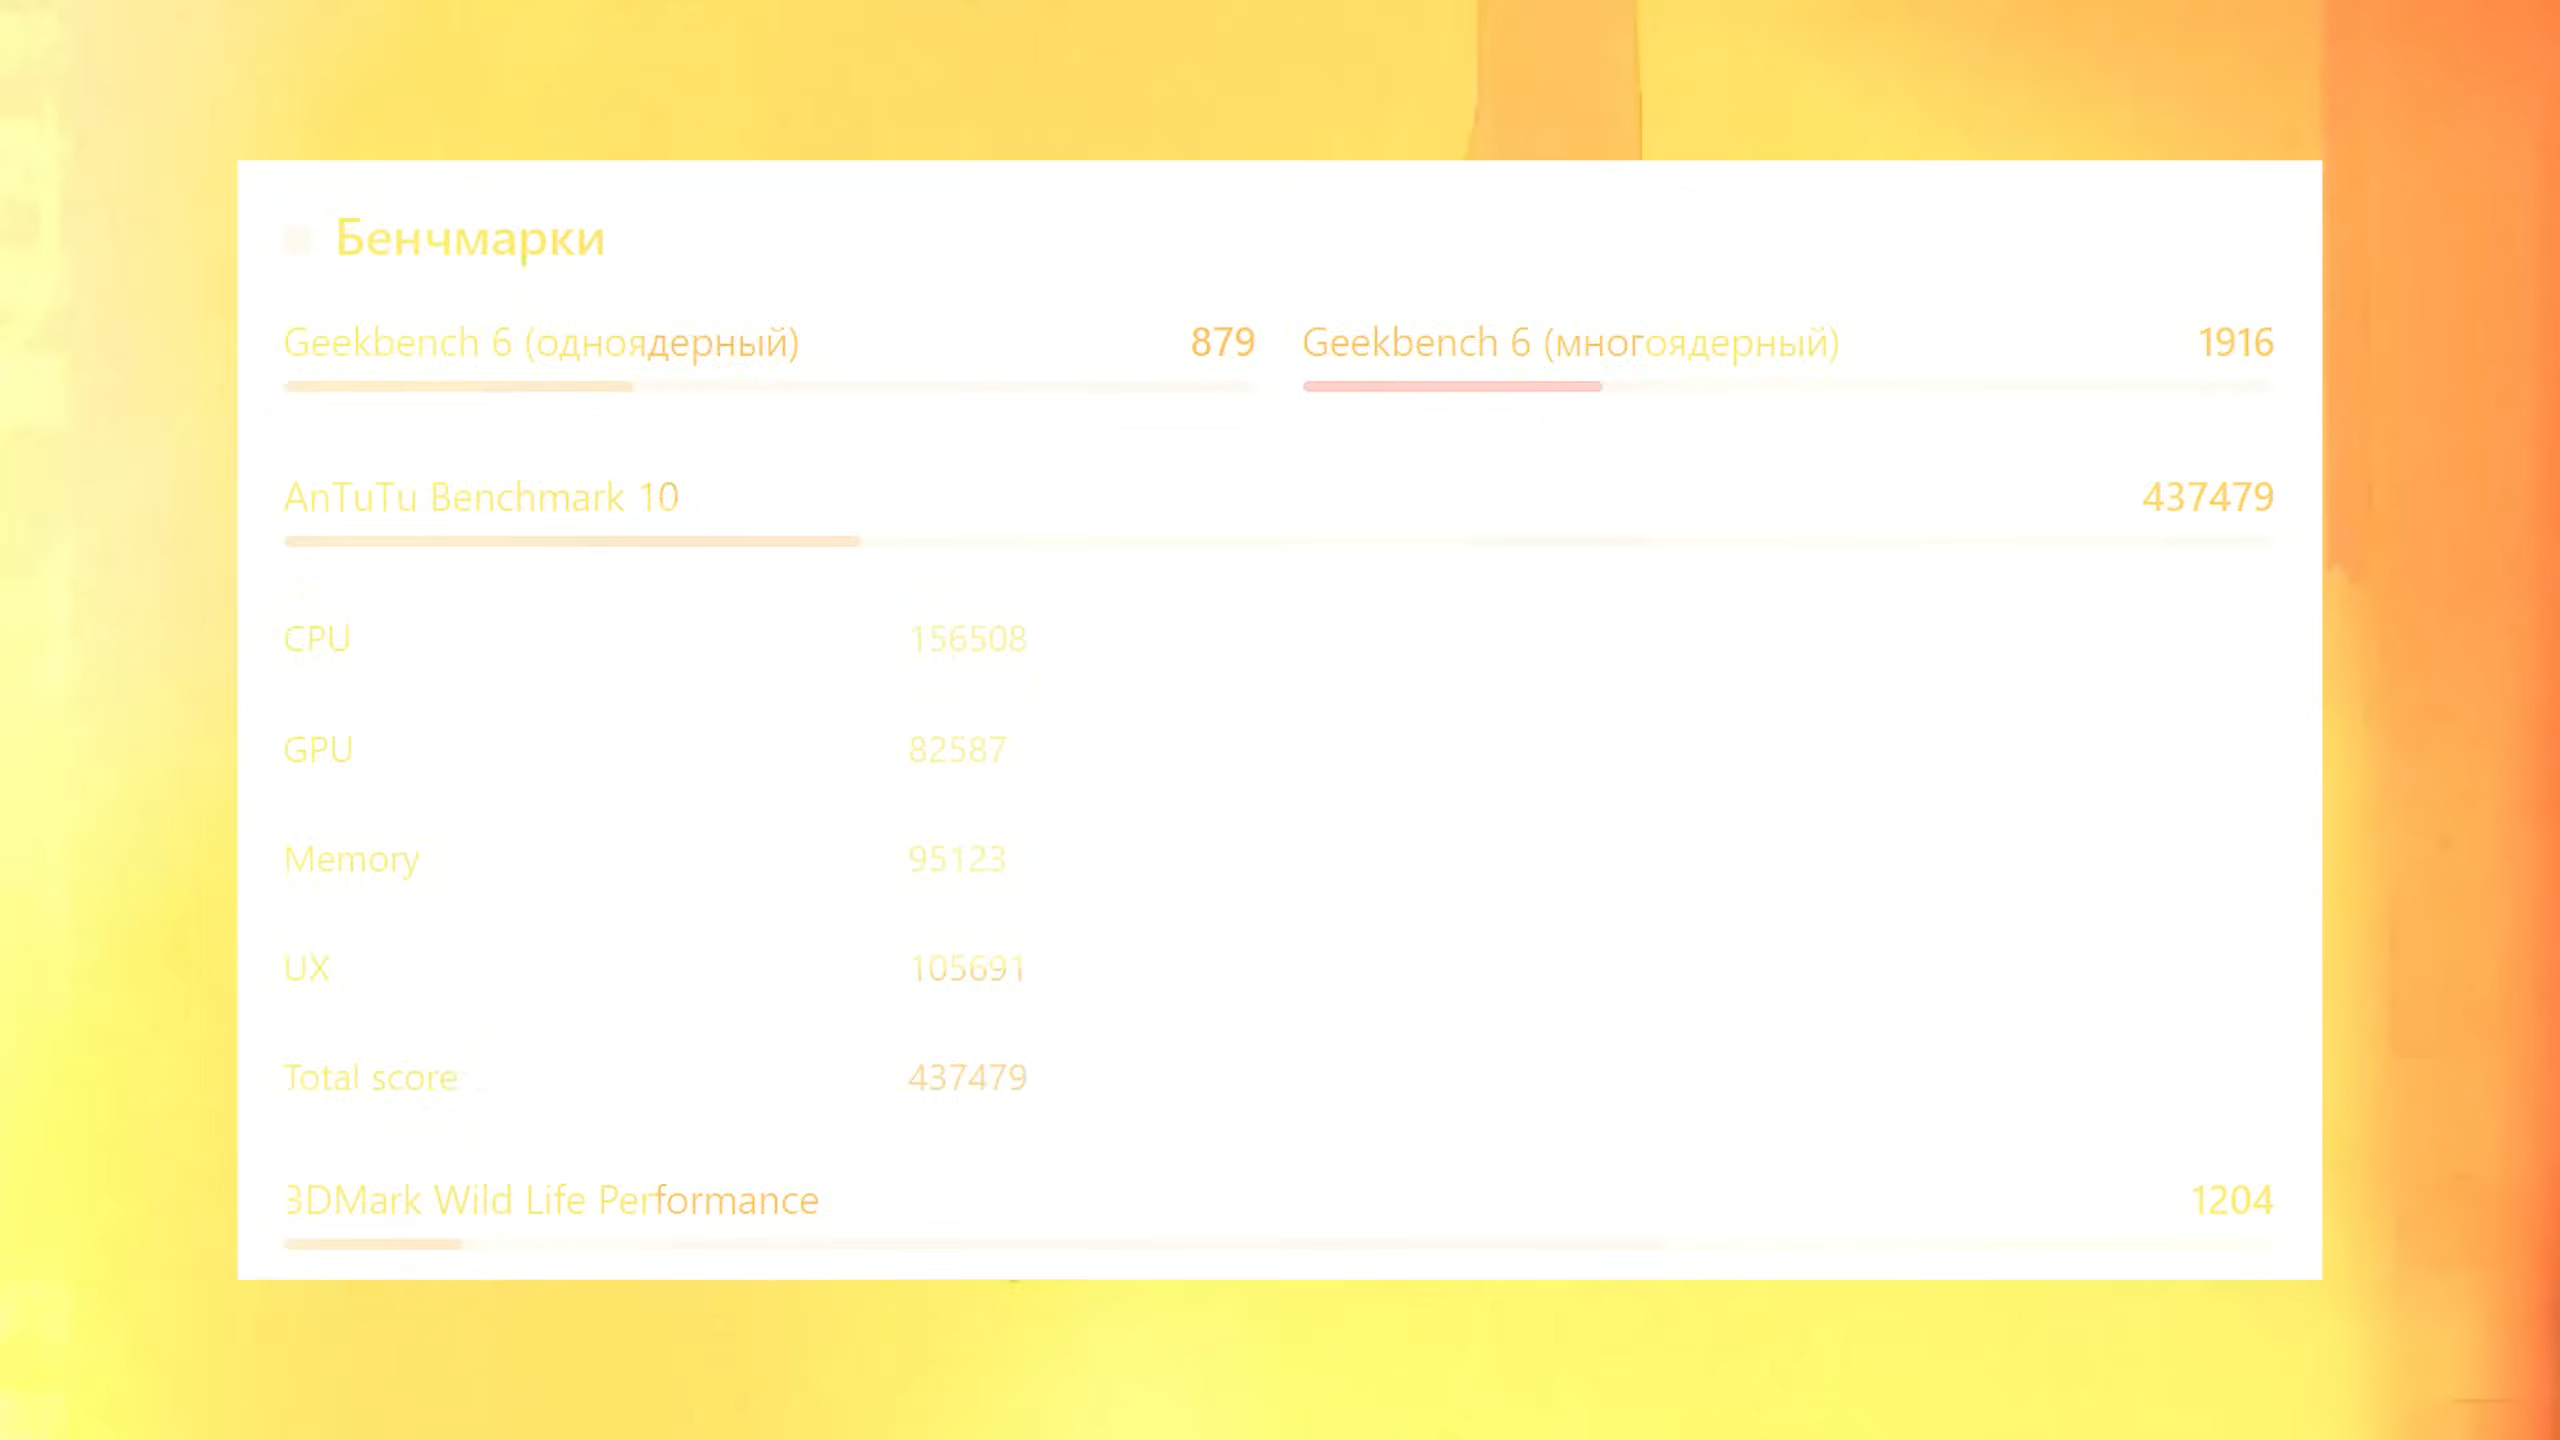 Бенчмарки
Geekbench 6 (одноядерный) 879 Geekbench 6 (многоядерный) 1916
AnTuTu Benchmark 10 437479
CPU 156508
GPU 82587
Memory 95123
UX 105691
Total score 437479
3DMark Wild Life Performance 1204